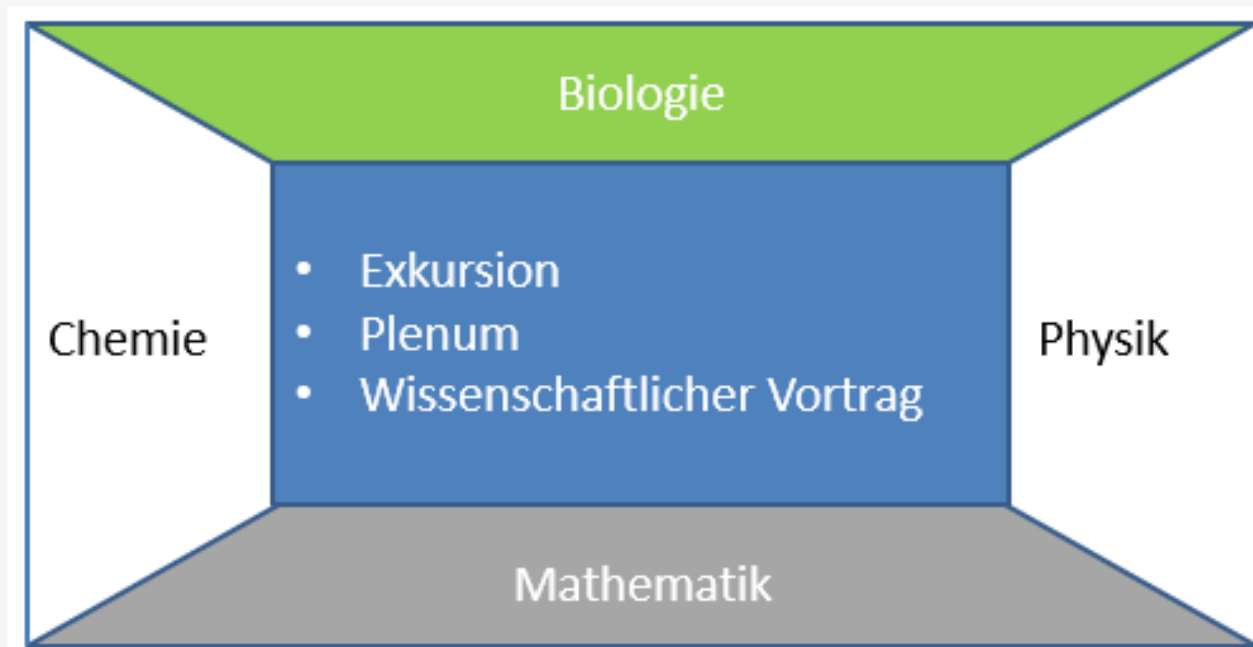 Biologie
• Exkursion
• Plenum
• Wissenschaftlicher Vortrag
Chemie
Physik
Mathematik